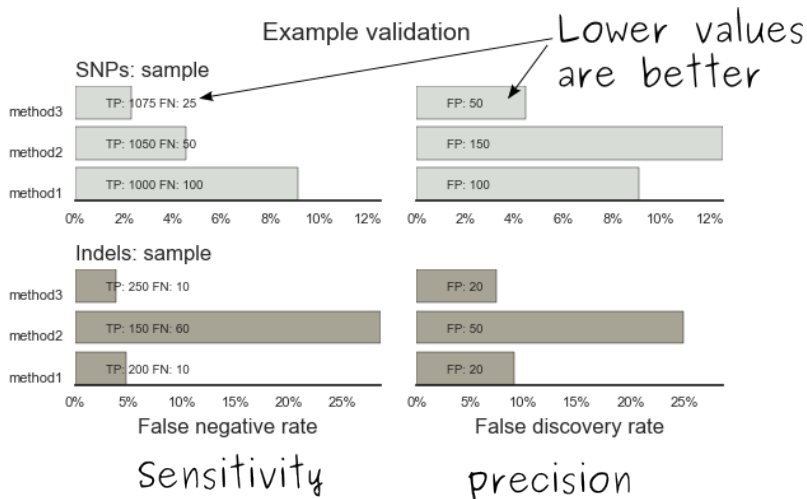 Example validation
Lower values
are better
SNPs: sample
method3
TP: 1075 FN: 25
FP: 50
method2
TP: 1050 FN: 50
FP: 150
method1
TP: 1000 FN: 100
FP: 100
0% 2% 4% 6% 8% 10% 12%
0% 2% 4% 6% 8% 10% 12%
Indels: sample
method3
TP: 250 FN: 10
FP: 20
method2
TP: 150 FN: 60
FP: 50
method1
TP: 200 FN: 10
FP: 20
0% 5% 10% 15% 20% 25%
0% 5% 10% 15% 20% 25%
False negative rate
False discovery rate
Sensitivity
precision